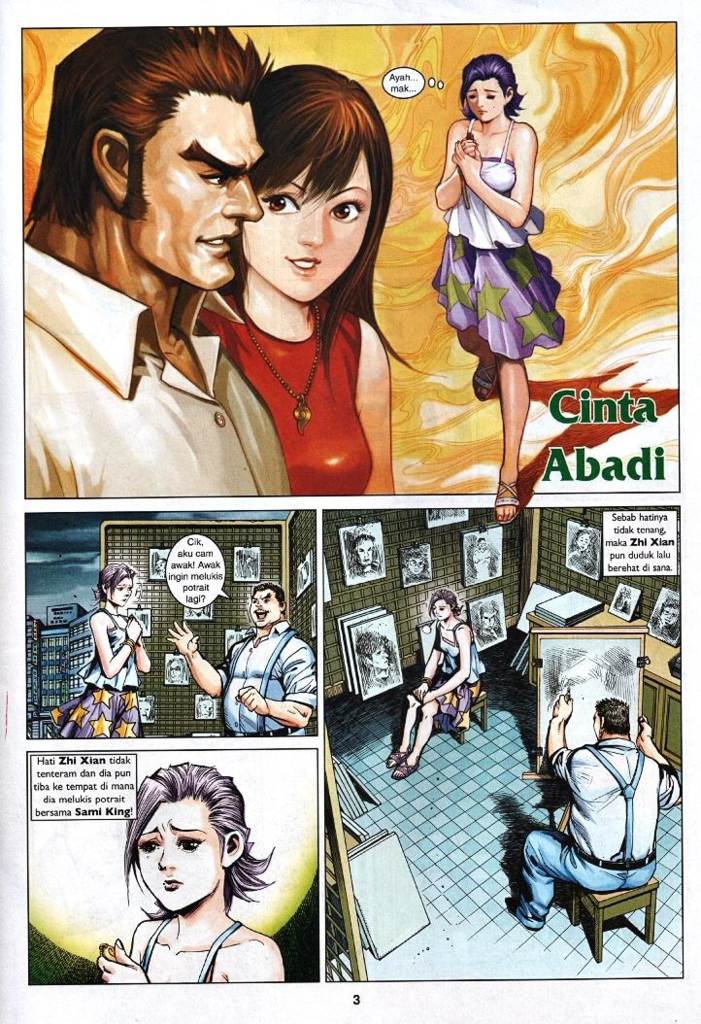 Ayah...
mak...
Cinta
Abadi
Cik,
aku cam
awak! Awak
ingin melukis
potrait
lagi?
Hati Zhi Xian tidak
tenteram dan dia pun
tiba ke tempat di mana
dia melukis potrait
bersama Sami King!
Sebab hatinya
tidak tenang,
maka Zhi Xian
pun duduk lalu
berehat di sana.
3